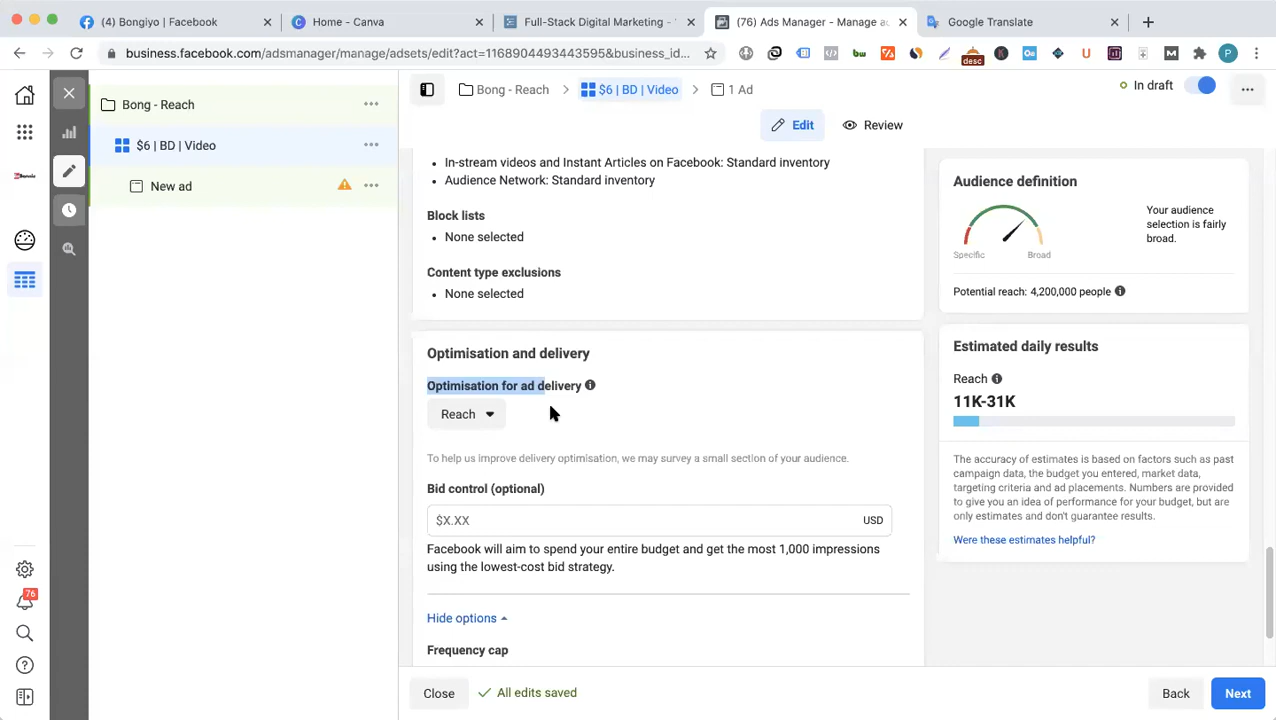 (4) Bongiyo | Facebook
Home - Canva
Full-Stack Digital Marketing -
(76) Ads Manager - Manage ad
Google Translate
business.facebook.com/adsmanager/manage/adsets/edit?act=1168904493443595&business_id...
desc
P
Bong - Reach
$6 | BD | Video
New ad
Bong - Reach
$6 | BD | Video
1 Ad
In draft
Edit
Review
• In-stream videos and Instant Articles on Facebook: Standard inventory
• Audience Network: Standard inventory
Block lists
• None selected
Content type exclusions
• None selected
Optimisation and delivery
Optimisation for ad delivery
Reach
To help us improve delivery optimisation, we may survey a small section of your audience.
Bid control (optional)
$X.XX
USD
Facebook will aim to spend your entire budget and get the most 1,000 impressions
using the lowest-cost bid strategy.
Hide options
Frequency cap
Audience definition
Specific
Broad
Your audience
selection is fairly
broad.
Potential reach: 4,200,000 people
Estimated daily results
Reach
11K-31K
The accuracy of estimates is based on factors such as past
campaign data, the budget you entered, market data,
targeting criteria and ad placements. Numbers are provided
to give you an idea of performance for your budget, but are
only estimates and don't guarantee results.
Were these estimates helpful?
76
Close
All edits saved
Back
Next